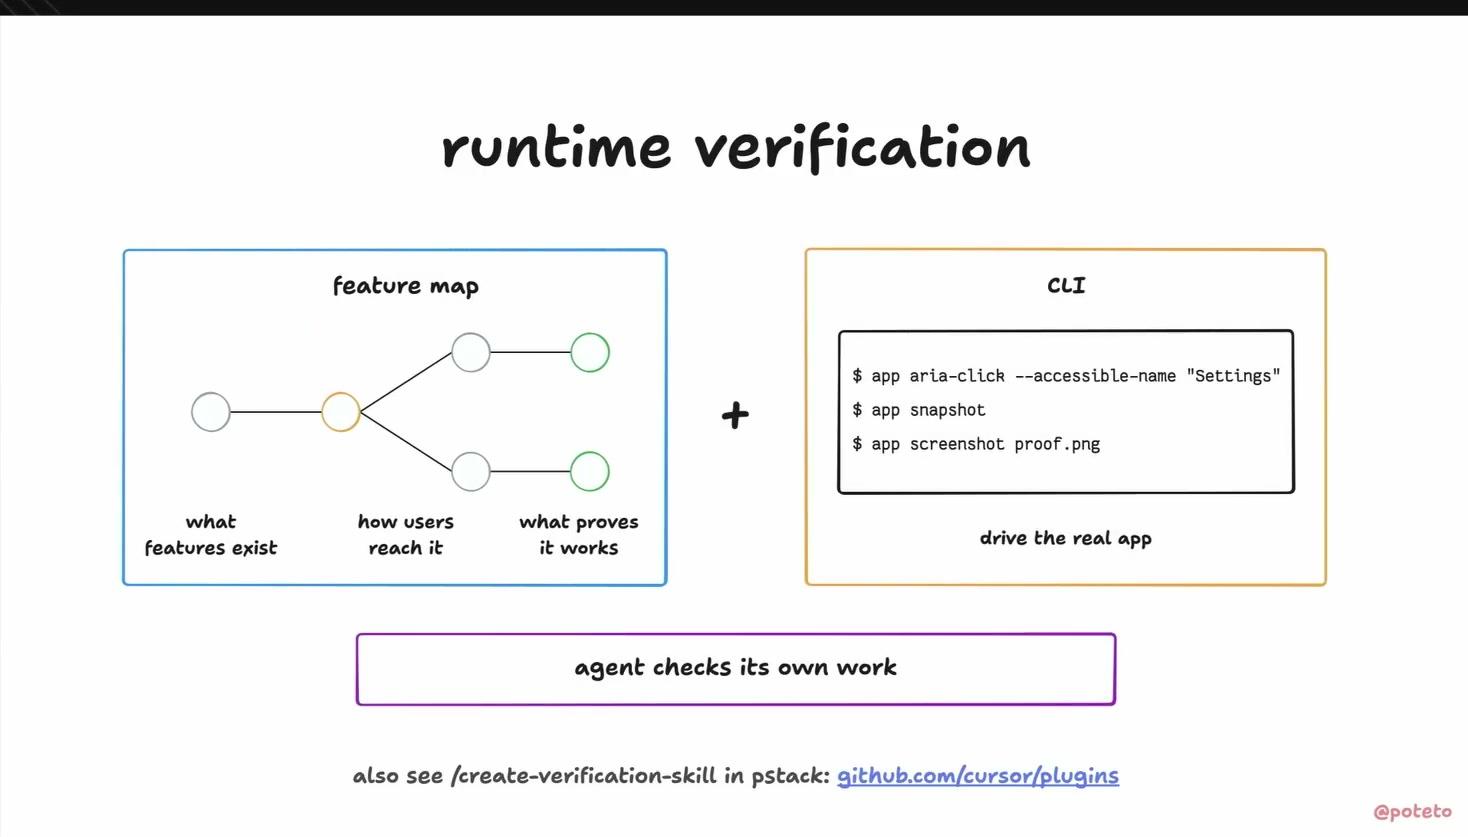 runtime verification
feature map
what
features exist
how users
reach it
what proves
it works
+
CLI
$ app aria-click --accessible-name "Settings"
$ app snapshot
$ app screenshot proof.png
drive the real app
agent checks its own work
also see /create-verification-skill in pstack: github.com/cursor/plugins
@poteto